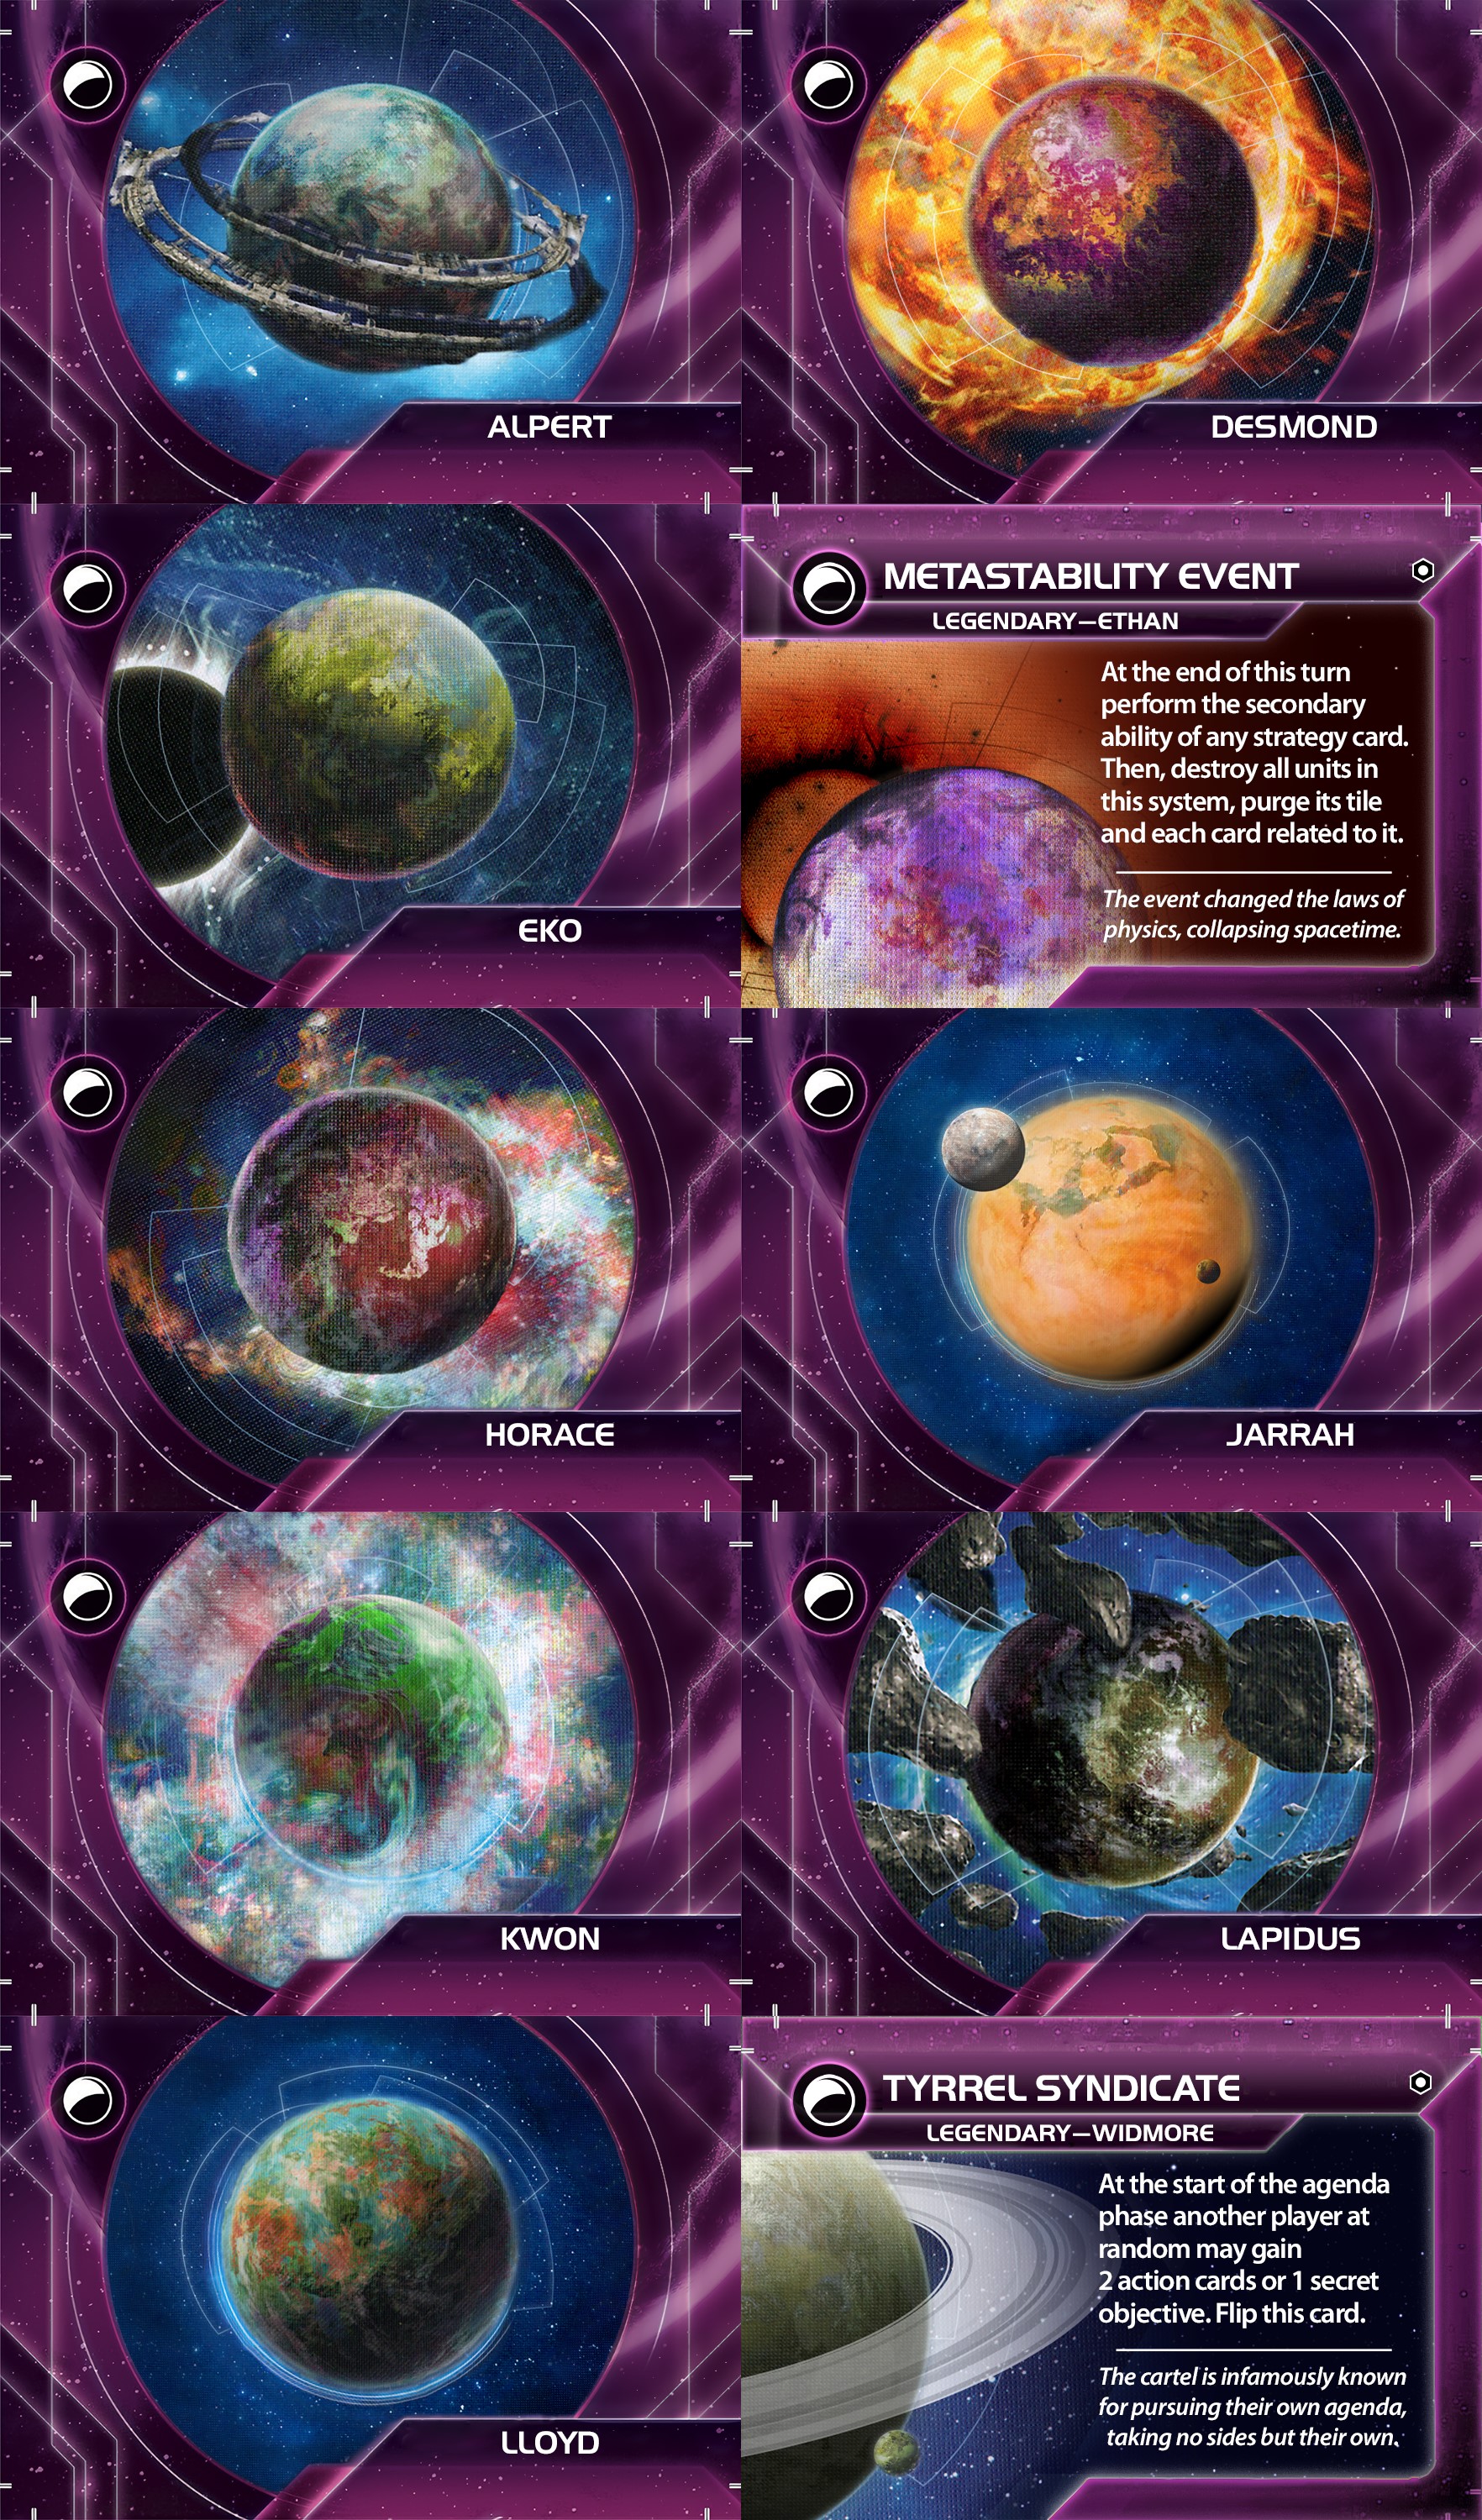 ALPERT
DESMOND
EKO
METASTABILITY EVENT
LEGENDARY—ETHAN
At the end of this turn
perform the secondary
ability of any strategy card.
Then, destroy all units in
this system, purge its tile
and each card related to it.
The event changed the laws of
physics, collapsing spacetime.
HORACE
JARRAH
KWON
LAPIDUS
LLOYD
TYRREL SYNDICATE
LEGENDARY—WIDMORE
At the start of the agenda
phase another player at
random may gain
2 action cards or 1 secret
objective. Flip this card.
The cartel is infamously known
for pursuing their own agenda,
taking no sides but their own.